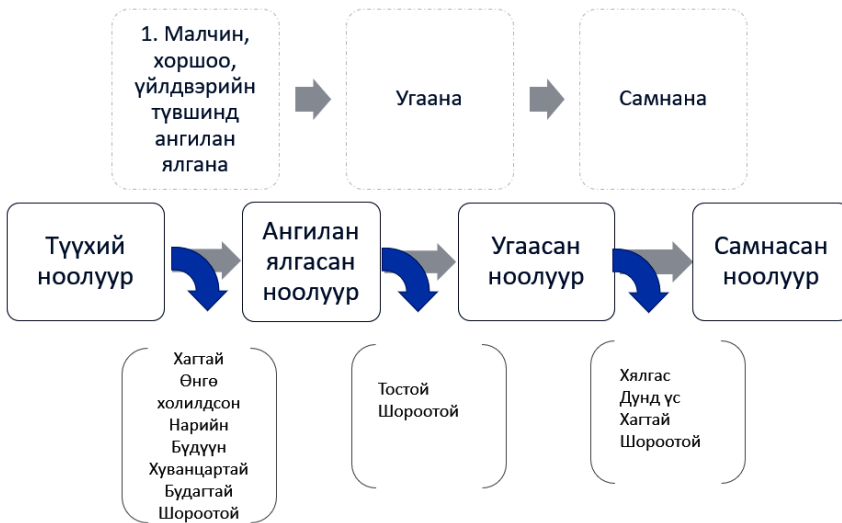 1. Малчин,
хоршоо,
үйлдвэрийн
түвшинд
ангилан
ялгана
Угаана
Самнана
Түүхий
ноолуур
Ангилан
ялгасан
ноолуур
Угаасан
ноолуур
Самнасан
ноолуур
Хагтай
Өнгө
холилдсон
Нарийн
Бүдүүн
Хуванцартай
Будагтай
Шороотой
Тостой
Шороотой
Хялгас
Дунд үс
Хагтай
Шороотой